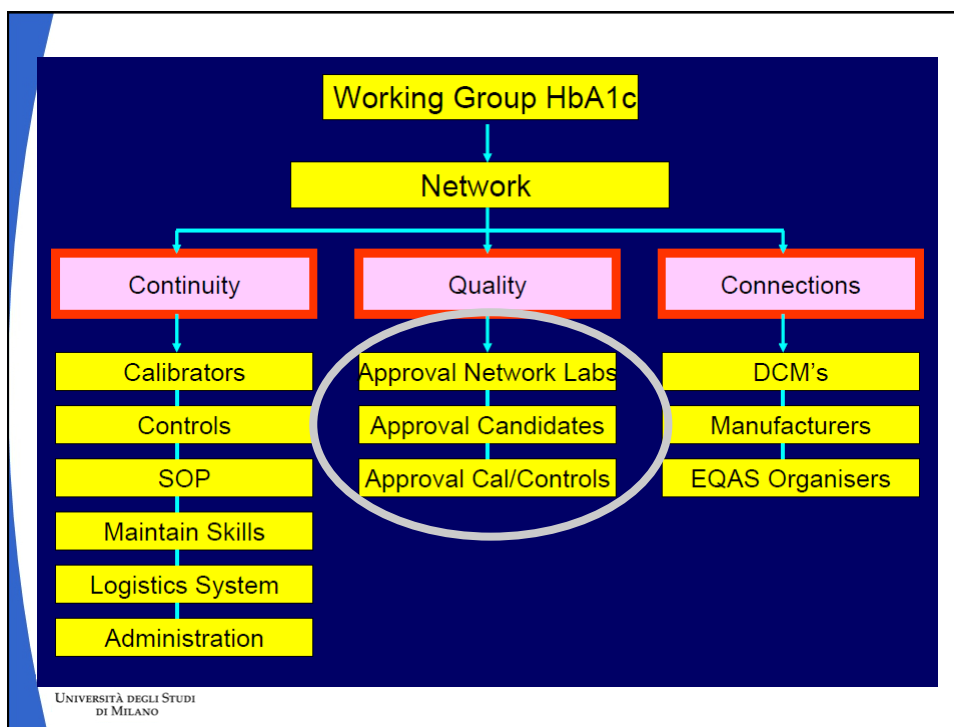 Working Group HbA1c
Network
Continuity
Quality
Connections
Calibrators
Controls
SOP
Maintain Skills
Logistics System
Administration
Approval Network Labs
Approval Candidates
Approval Cal/Controls
DCM's
Manufacturers
EQAS Organisers
UNIVERSITÀ DEGLI STUDI
DI MILANO